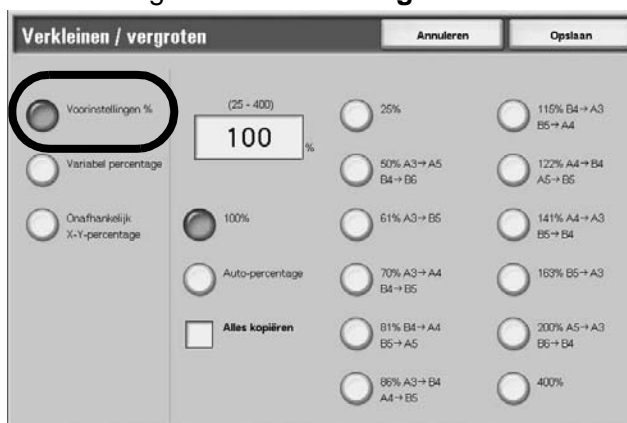 Verkleinen / vergroten
Annuleren
Opslaan
Voorinstellingen %
Variabel percentage
Onafhankelijk
X-Y-percentage
(25 - 400)
100
%
100%
Auto-percentage
Alles kopiëren
25%
50% A3→A5
B4→B6
61% A3→B5
70% A3→A4
B4→B5
81% B4→A4
B5→A5
86% A3→B4
A4→B5
115% B4→A3
B5→A4
122% A4→B4
A5→B5
141% A4→A3
B5→B4
163% B5→A3
200% A5→A3
B6→B4
400%